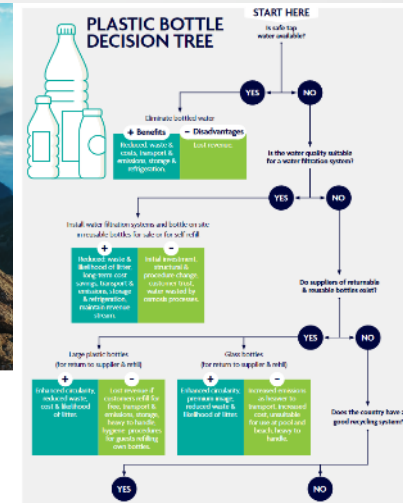 PLASTIC BOTTLE
DECISION TREE
START HERE
Is safe tap
water available?
YES
NO
Eliminate bottled water
+ Benefits
− Disadvantages
Reduced, waste &
costs, transport &
emissions, storage &
refrigeration.
Lost revenue.
Is the water quality suitable
for a water filtration system?
YES
NO
Install water filtration systems and bottle on site
in reusable bottles for sale or for self refill
+
−
Reduced waste &
likelihood of litter,
long-term cost
savings, transport &
emissions, storage
& refrigeration,
maintain revenue
stream.
Initial investment,
structural &
procedure change,
customer trust,
water wasted by
osmosis processes.
Do suppliers of returnable
& reusable bottles exist?
YES
NO
Large plastic bottles
(for return to supplier & refill)
+
−
Enhanced circularity,
reduced waste,
cost & likelihood
of litter.
Lost revenue if
customers refill for
free, transport &
emissions, storage,
heavy to handle,
hygiene procedures
for guests refilling
own bottles.
Glass bottles
(for return to supplier & refill)
+
−
Enhanced circularity,
premium image,
reduced waste &
likelihood of litter.
Increased emissions
as heavier to
transport, increased
cost, unsuitable
for use at pool and
beach, heavy to
handle.
Does the country have a
good recycling system?
YES
NO